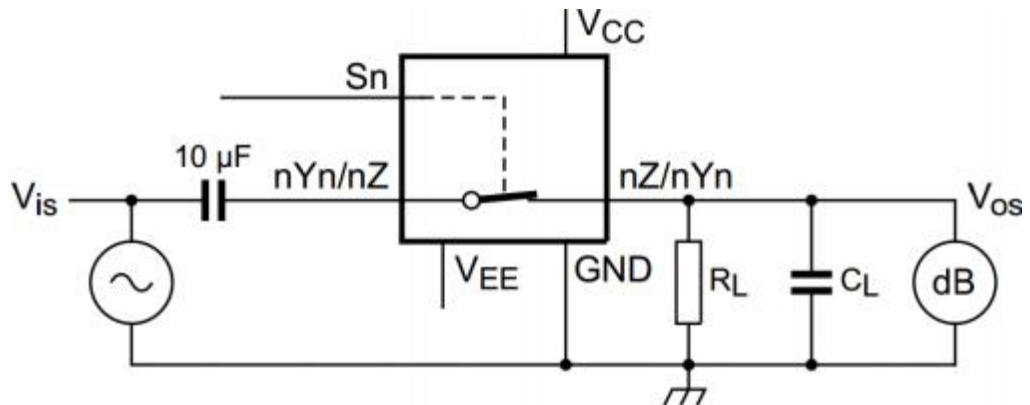 VCC
Sn
10 µF
nYn/nZ
nZ/nYn
Vis
Vos
VEE
GND
RL
CL
dB